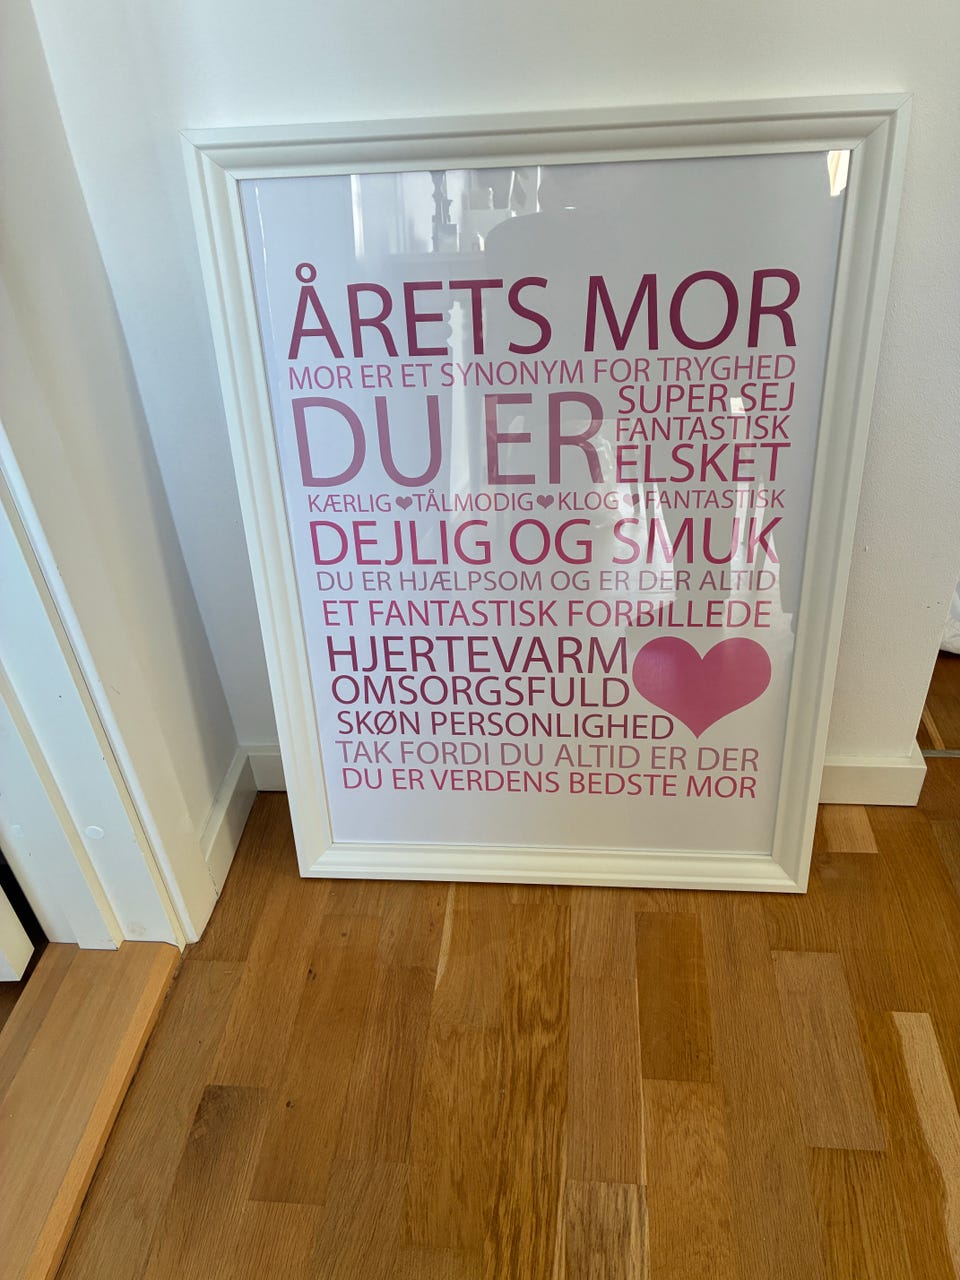 ÅRETS MOR
MOR ER ET SYNONYM FOR TRYGHED
DU ER
SUPER SEJ
FANTASTISK
ELSKET
KÆRLIG ♥ TÅLMODIG ♥ KLOG ♥ FANTASTISK
DEJLIG OG SMUK
DU ER HJÆLPSOM OG ER DER ALTID
ET FANTASTISK FORBILLEDE
HJERTEVARM
OMSORGSFULD
SKØN PERSONLIGHED
TAK FORDI DU ALTID ER DER
DU ER VERDENS BEDSTE MOR